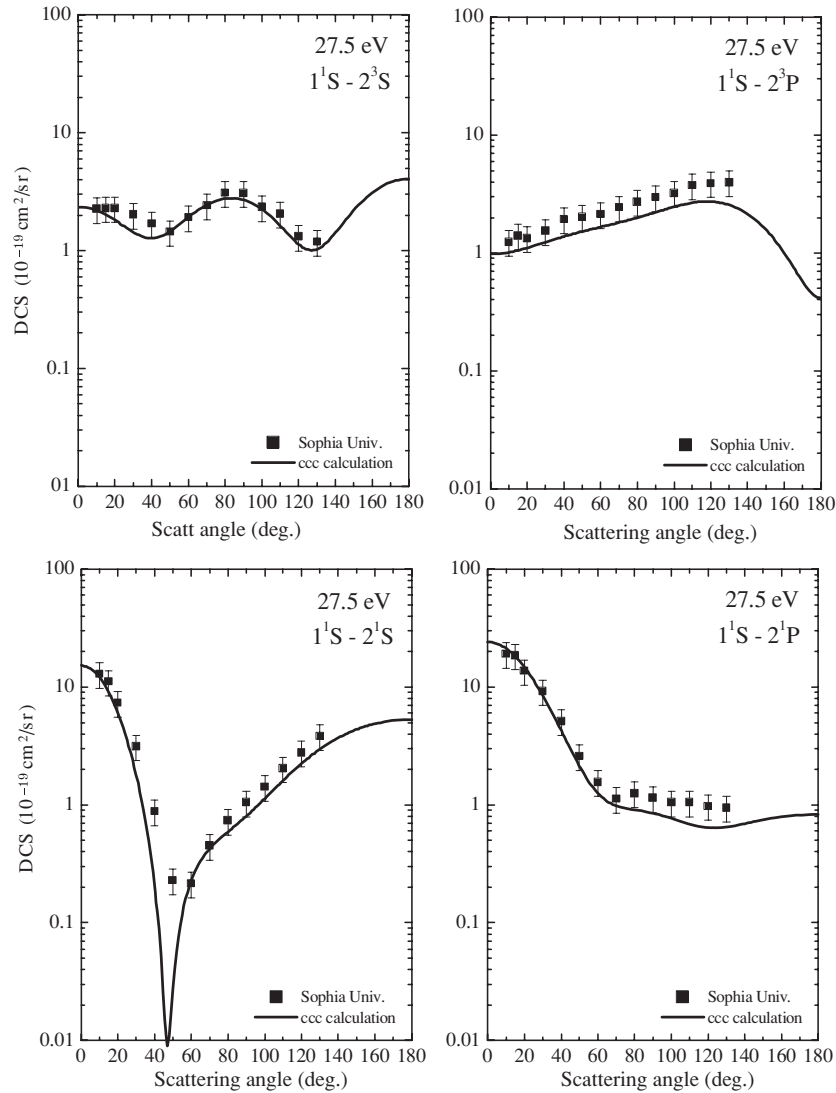 100
10
1
0.1
01
DCS (10⁻¹⁹ cm²/sr)
27.5 eV
1¹S - 2³S
Sophia Univ.
ccc calculation
0 20 40 60 80 100 120 140 160 180
Scatt angle (deg.)
100
10
1
0.1
0.01
27.5 eV
1¹S - 2³P
Sophia Univ.
ccc calculation
0 20 40 60 80 100 120 140 160 180
Scattering angle (deg.)
100
10
1
0.1
0.01
DCS (10⁻¹⁹ cm²/sr)
27.5 eV
1¹S - 2¹S
Sophia Univ.
ccc calculation
0 20 40 60 80 100 120 140 160 180
Scattering angle (deg.)
100
10
1
0.1
0.01
27.5 eV
1¹S - 2¹P
Sophia Univ.
ccc calculation
0 20 40 60 80 100 120 140 160 180
Scattering angle (deg.)